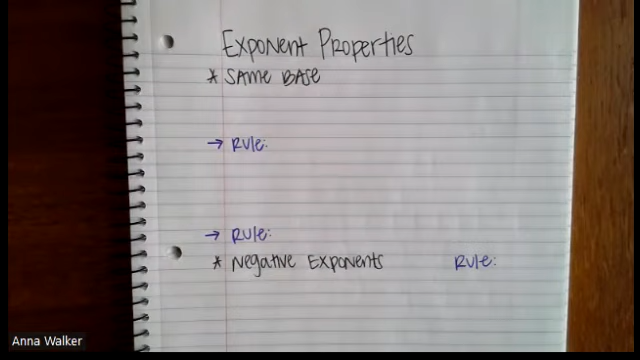 Exponent Properties
* SAME BASE
→ RULE:
→ RULE:
* Negative Exponents RULE:
Anna Walker